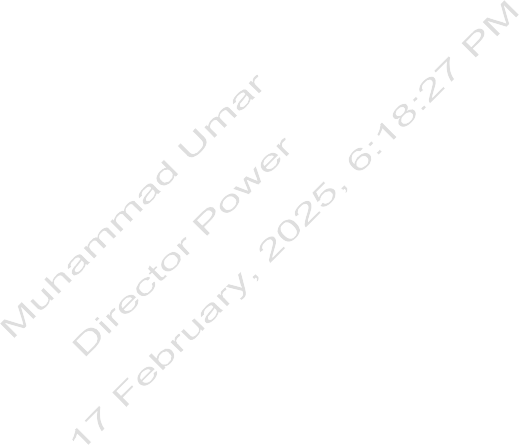 Muhammad Umar
Director Power
17 February, 2025, 6:18:27 PM